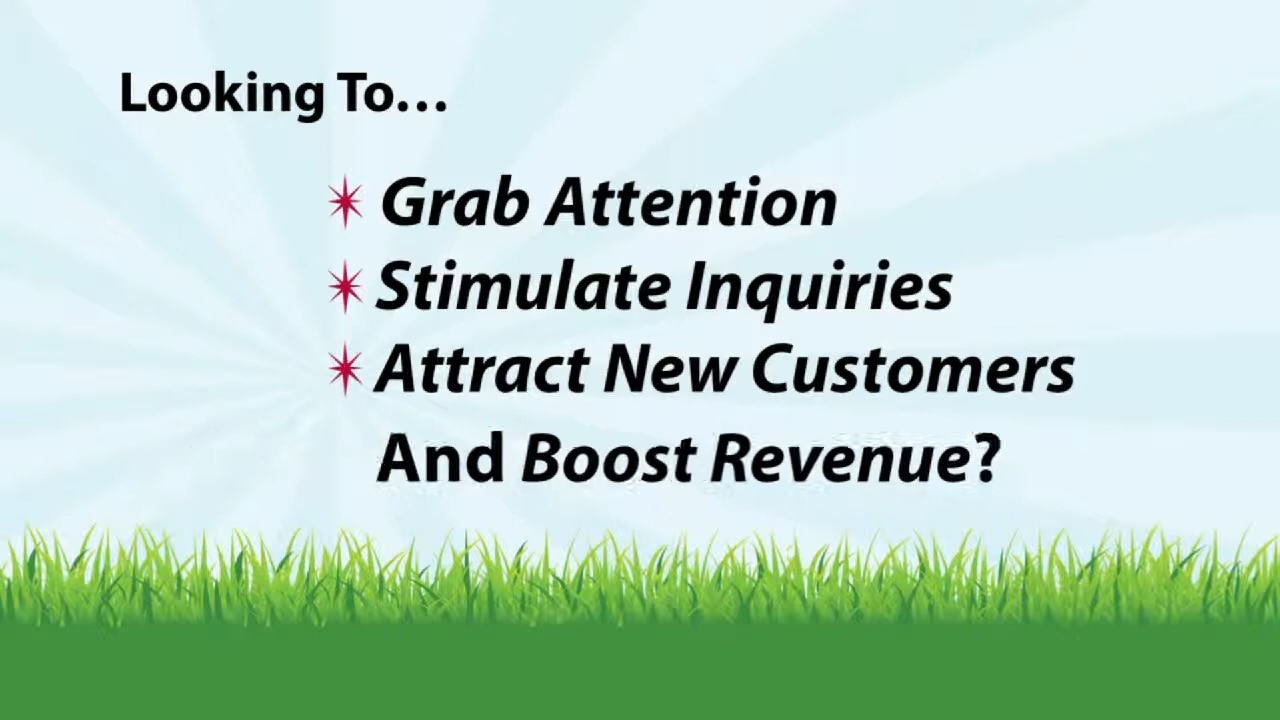 Looking To…
✶ Grab Attention
✶ Stimulate Inquiries
✶ Attract New Customers
And Boost Revenue?